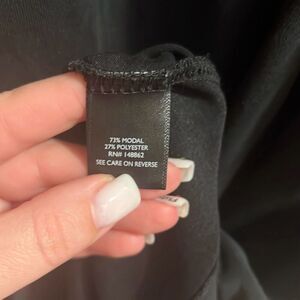 73% MODAL
27% POLYESTER
RN# 148862
SEE CARE ON REVERSE